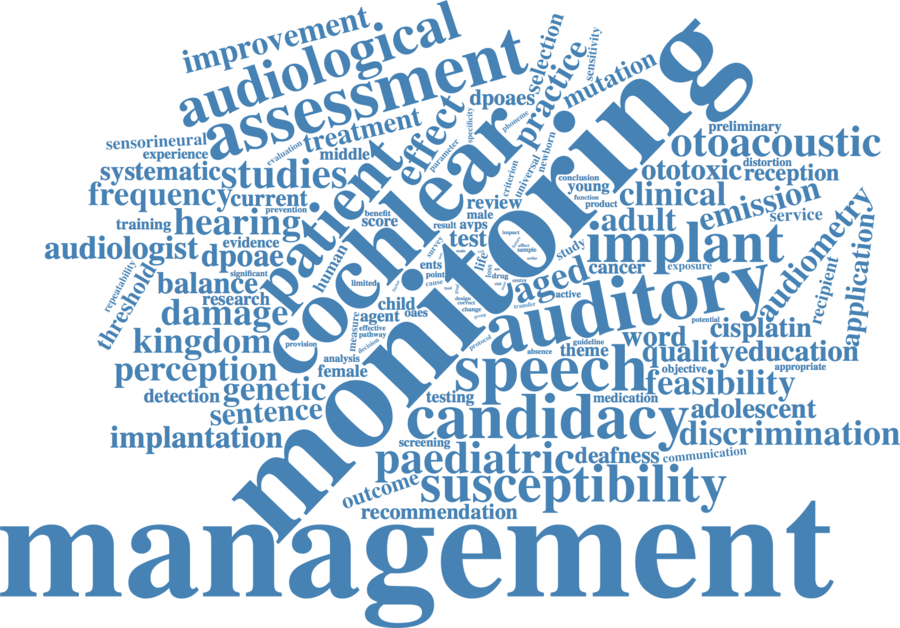 improvement
audiological
assessment
selection
sensitivity
practice
mutation
dpoaes
specificity
phoneme
sensorineural
experience
evaluation
treatment
middle
effect
parameter
systematic
studies
frequency
current
prevention
patient
cochlear
monitoring
preliminary
otoacoustic
ototoxic
distortion
reception
conclusion
young
function
product
clinical
criterion
universal
newborn
review
male
result
avps
test
benefit
score
training
hearing
audiologist
evidence
dpoae
human
survey
impact
sample
study
adult
emission
service
implant
audiometry
application
recipient
repeatability
threshold
significant
balance
research
damage
limited
ents
point
cause
life
drug
aged
cancer
exposure
active
transfer
child
agent
oaes
measure
effective
pathway
decision
design
correct
change
group
protocol
auditory
potential
cisplatin
kingdom
provision
analysis
female
perception
speech
absence
guideline
theme
word
quality
education
objective
appropriate
feasibility
detection
genetic
sentence
testing
medication
candidacy
adolescent
implantation
screening
discrimination
paediatric
deafness
communication
outcome
susceptibility
recommendation
management